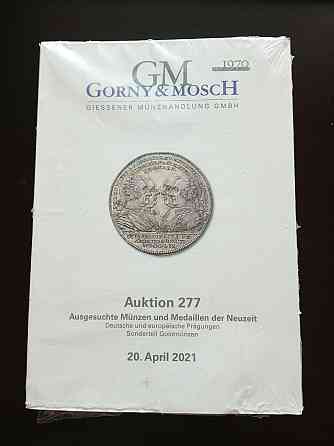 GM
1970
GORNY & MOSCH
GIESSENER MÜNZHANDLUNG GMBH
Auktion 277
Ausgesuchte Münzen und Medaillen der Neuzeit
Deutsche und europäische Prägungen
Sonderteil Goldmünzen
20. April 2021